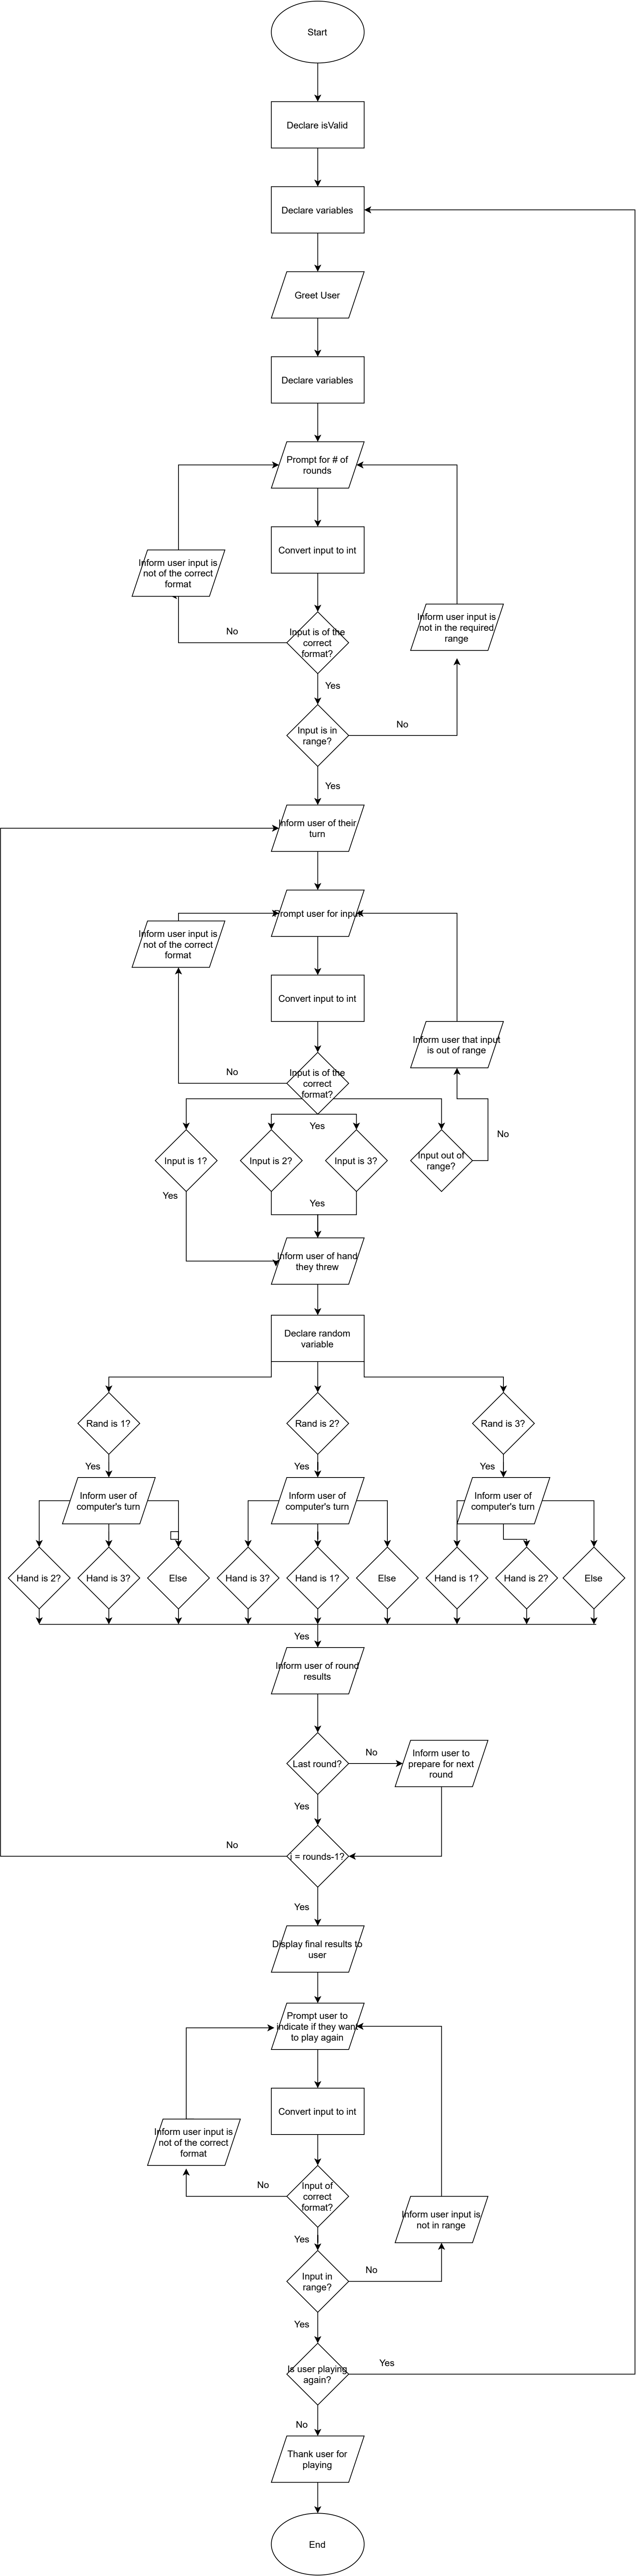 Start
Declare isValid
Declare variables
Greet User
Declare variables
Prompt for # of
rounds
Convert input to int
Inform user input is
not of the correct
format
Inform user input is
not in the required
range
No
Input is of the
correct
format?
Yes
No
Input is in
range?
Yes
Inform user of their
turn
Prompt user for input
Inform user input is
not of the correct
format
Convert input to int
Inform user that input
is out of range
No
Input is of the
correct
format?
Yes
No
Input is 1?
Input is 2?
Input is 3?
Input out of
range?
Yes
Yes
Inform user of hand
they threw
Declare random
variable
Rand is 1?
Rand is 2?
Rand is 3?
Yes
Yes
Yes
Inform user of
computer's turn
Inform user of
computer's turn
Inform user of
computer's turn
Hand is 2?
Hand is 3?
Else
Hand is 3?
Hand is 1?
Else
Hand is 1?
Hand is 2?
Else
Yes
Inform user of round
results
Last round?
No
Inform user to
prepare for next
round
Yes
No
i = rounds-1?
Yes
Display final results to
user
Prompt user to
indicate if they want
to play again
Convert input to int
Inform user input is
not of the correct
format
No
Input of
correct
format?
Inform user input is
not in range
Yes
No
Input in
range?
Yes
Yes
Is user playing
again?
No
Thank user for
playing
End